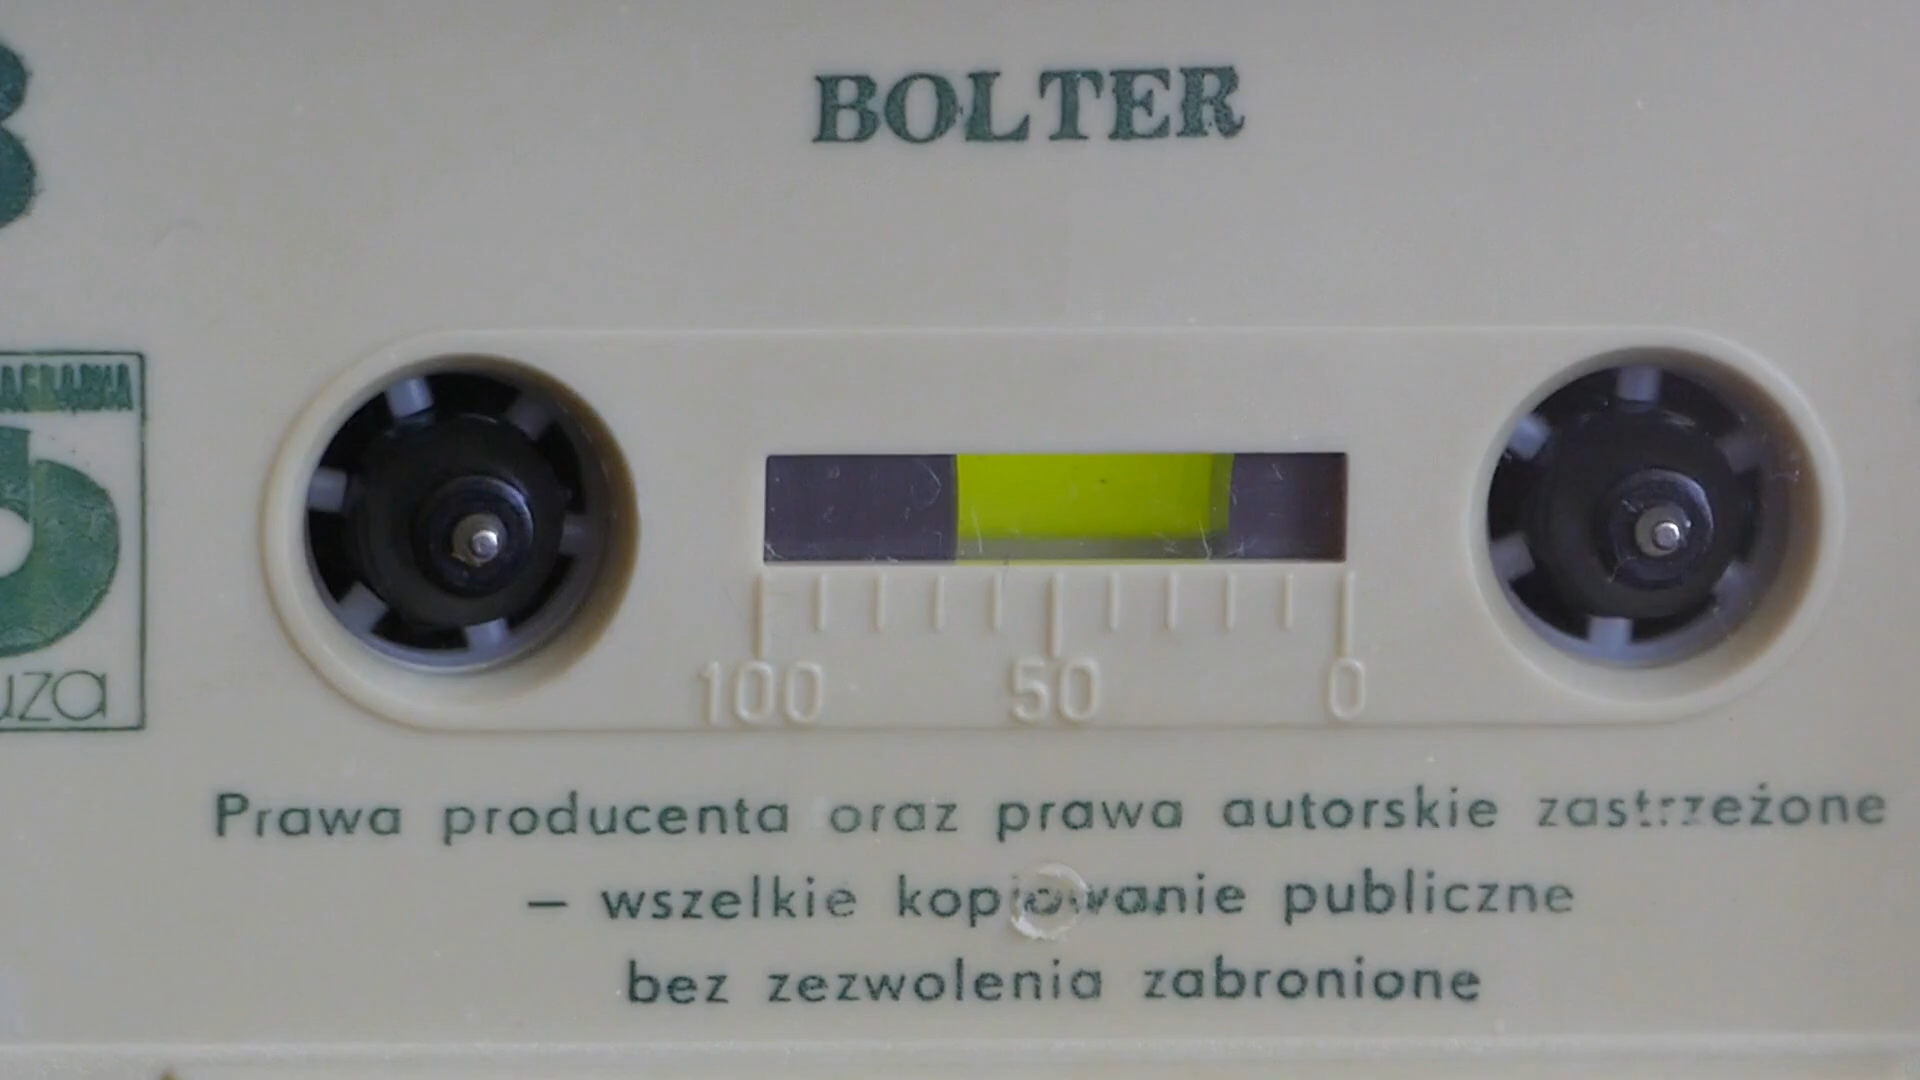 BOLTER
B
uza
100 50 0
Prawa producenta oraz prawa autorskie zastrzeżone
– wszelkie kopiowanie publiczne
bez zezwolenia zabronione